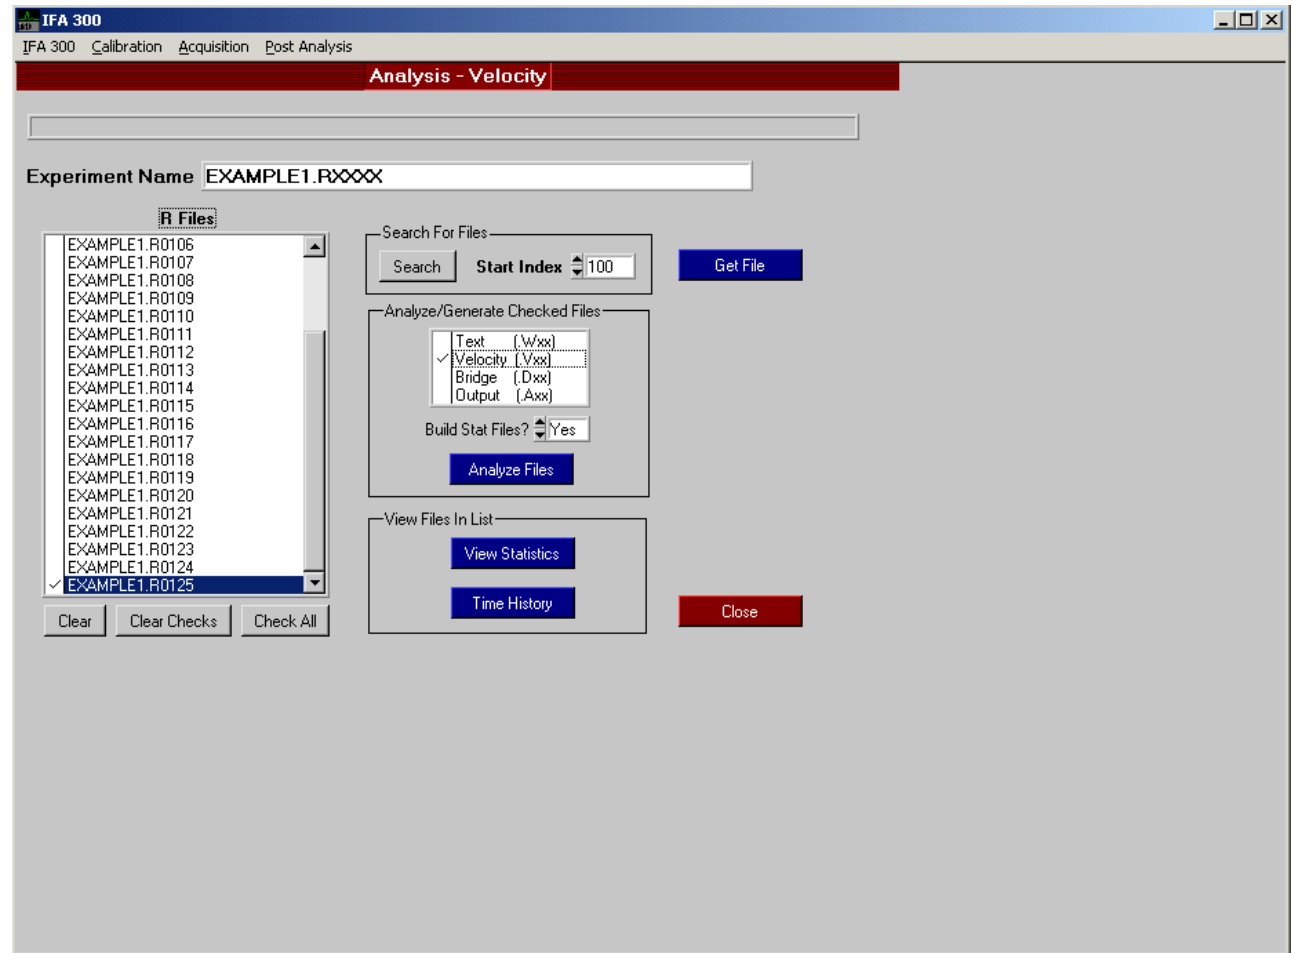 IFA 300
IFA 300 Calibration Acquisition Post Analysis
Analysis - Velocity
Experiment Name EXAMPLE1.RXXXX
R Files
EXAMPLE1.R0106
EXAMPLE1.R0107
EXAMPLE1.R0108
EXAMPLE1.R0109
EXAMPLE1.R0110
EXAMPLE1.R0111
EXAMPLE1.R0112
EXAMPLE1.R0113
EXAMPLE1.R0114
EXAMPLE1.R0115
EXAMPLE1.R0116
EXAMPLE1.R0117
EXAMPLE1.R0118
EXAMPLE1.R0119
EXAMPLE1.R0120
EXAMPLE1.R0121
EXAMPLE1.R0122
EXAMPLE1.R0123
EXAMPLE1.R0124
EXAMPLE1.R0125
Clear Clear Checks Check All
Search For Files
Search Start Index 100
Get File
Analyze/Generate Checked Files
Text (.Wxx)
Velocity (.Vxx)
Bridge (.Dxx)
Output (.Axx)
Build Stat Files? Yes
Analyze Files
View Files In List
View Statistics
Time History
Close